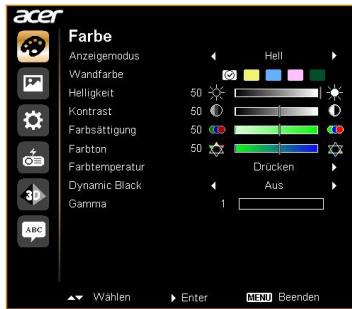 acer
Farbe
Anzeigemodus Hell
Wandfarbe
Helligkeit 50
Kontrast 50
Farbsättigung 50
Farbton 50
Farbtemperatur Drücken
Dynamic Black Aus
Gamma 1
3D
ABC
Wählen Enter MENU Beenden